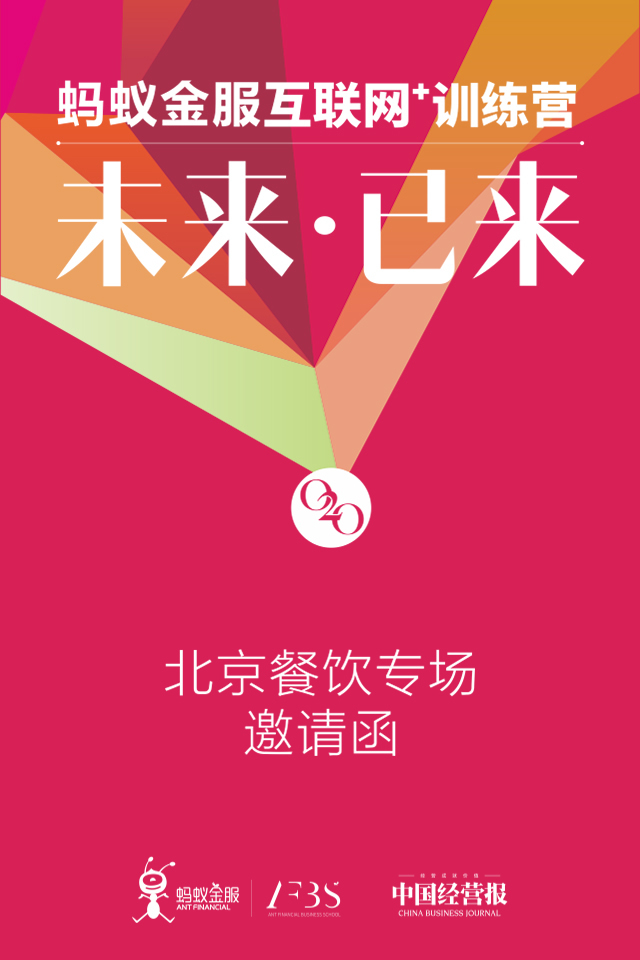 蚂蚁金服互联网+训练营
未来·已来
O2O
北京餐饮专场
邀请函
蚂蚁金服
ANT FINANCIAL
AFBS
ANT FINANCIAL BUSINESS SCHOOL
中国经营报
CHINA BUSINESS JOURNAL